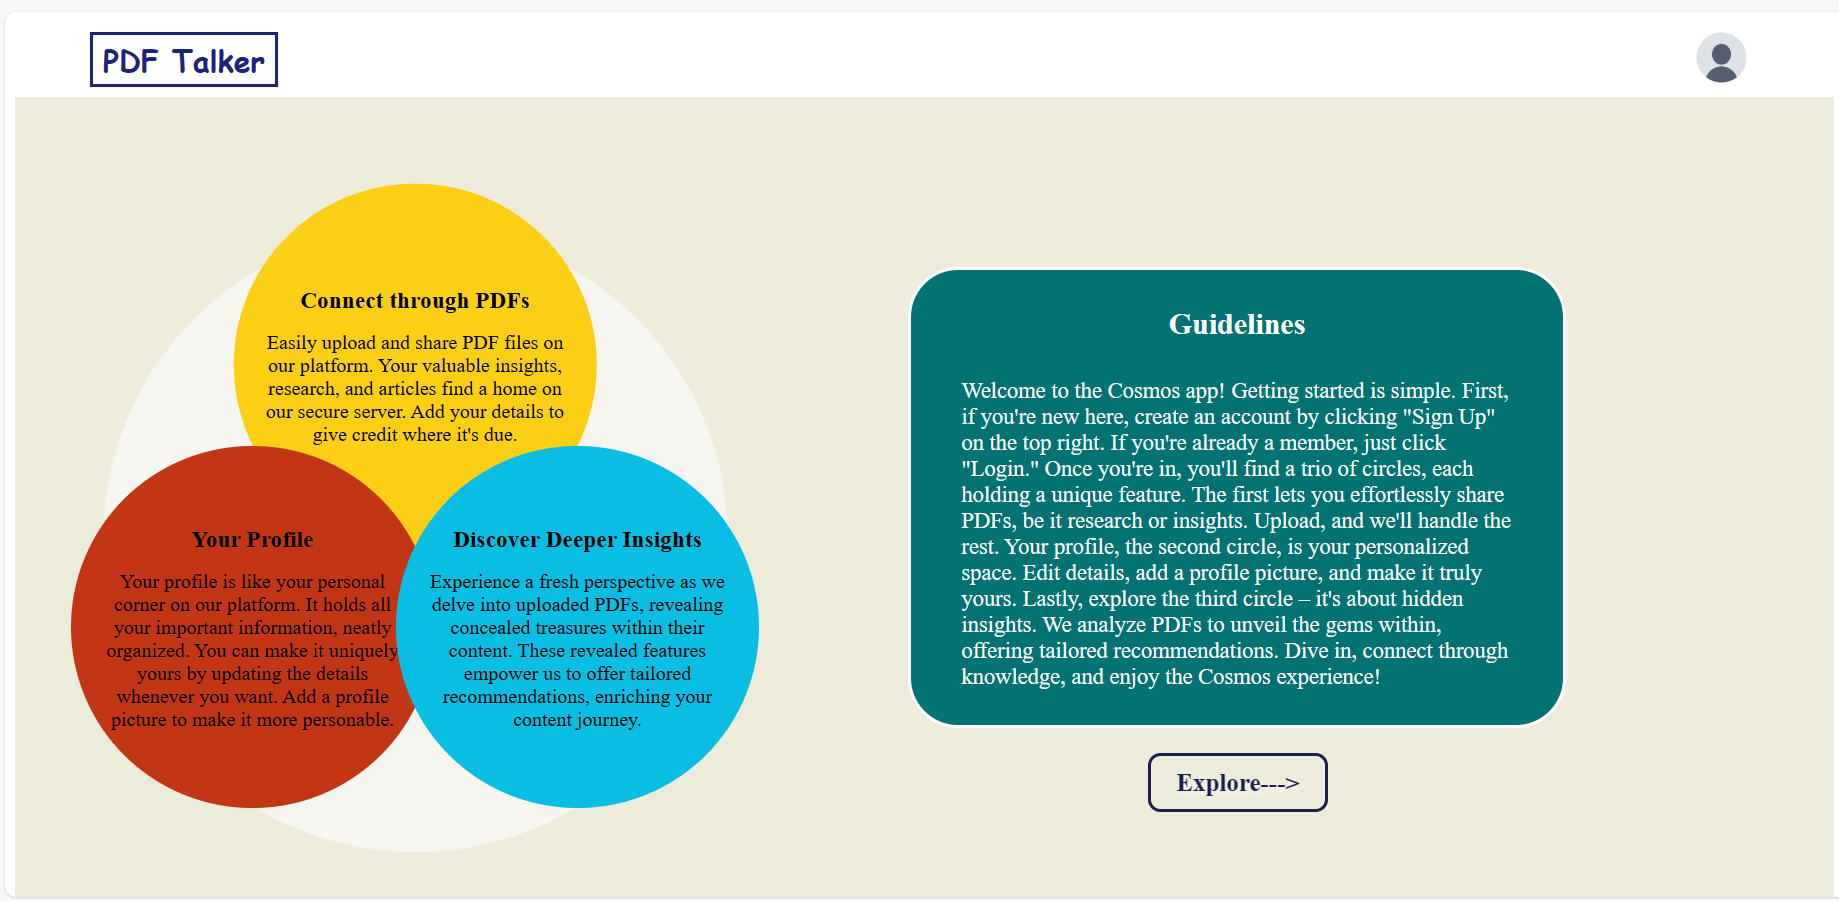 PDF Talker
Connect through PDFs
Easily upload and share PDF files on
our platform. Your valuable insights,
research, and articles find a home on
our secure server. Add your details to
give credit where it's due.
Your Profile
Your profile is like your personal
corner on our platform. It holds all
your important information, neatly
organized. You can make it uniquely
yours by updating the details
whenever you want. Add a profile
picture to make it more personable.
Discover Deeper Insights
Experience a fresh perspective as we
delve into uploaded PDFs, revealing
concealed treasures within their
content. These revealed features
empower us to offer tailored
recommendations, enriching your
content journey.
Guidelines
Welcome to the Cosmos app! Getting started is simple. First,
if you're new here, create an account by clicking "Sign Up"
on the top right. If you're already a member, just click
"Login." Once you're in, you'll find a trio of circles, each
holding a unique feature. The first lets you effortlessly share
PDFs, be it research or insights. Upload, and we'll handle the
rest. Your profile, the second circle, is your personalized
space. Edit details, add a profile picture, and make it truly
yours. Lastly, explore the third circle – it's about hidden
insights. We analyze PDFs to unveil the gems within,
offering tailored recommendations. Dive in, connect through
knowledge, and enjoy the Cosmos experience!
Explore--->